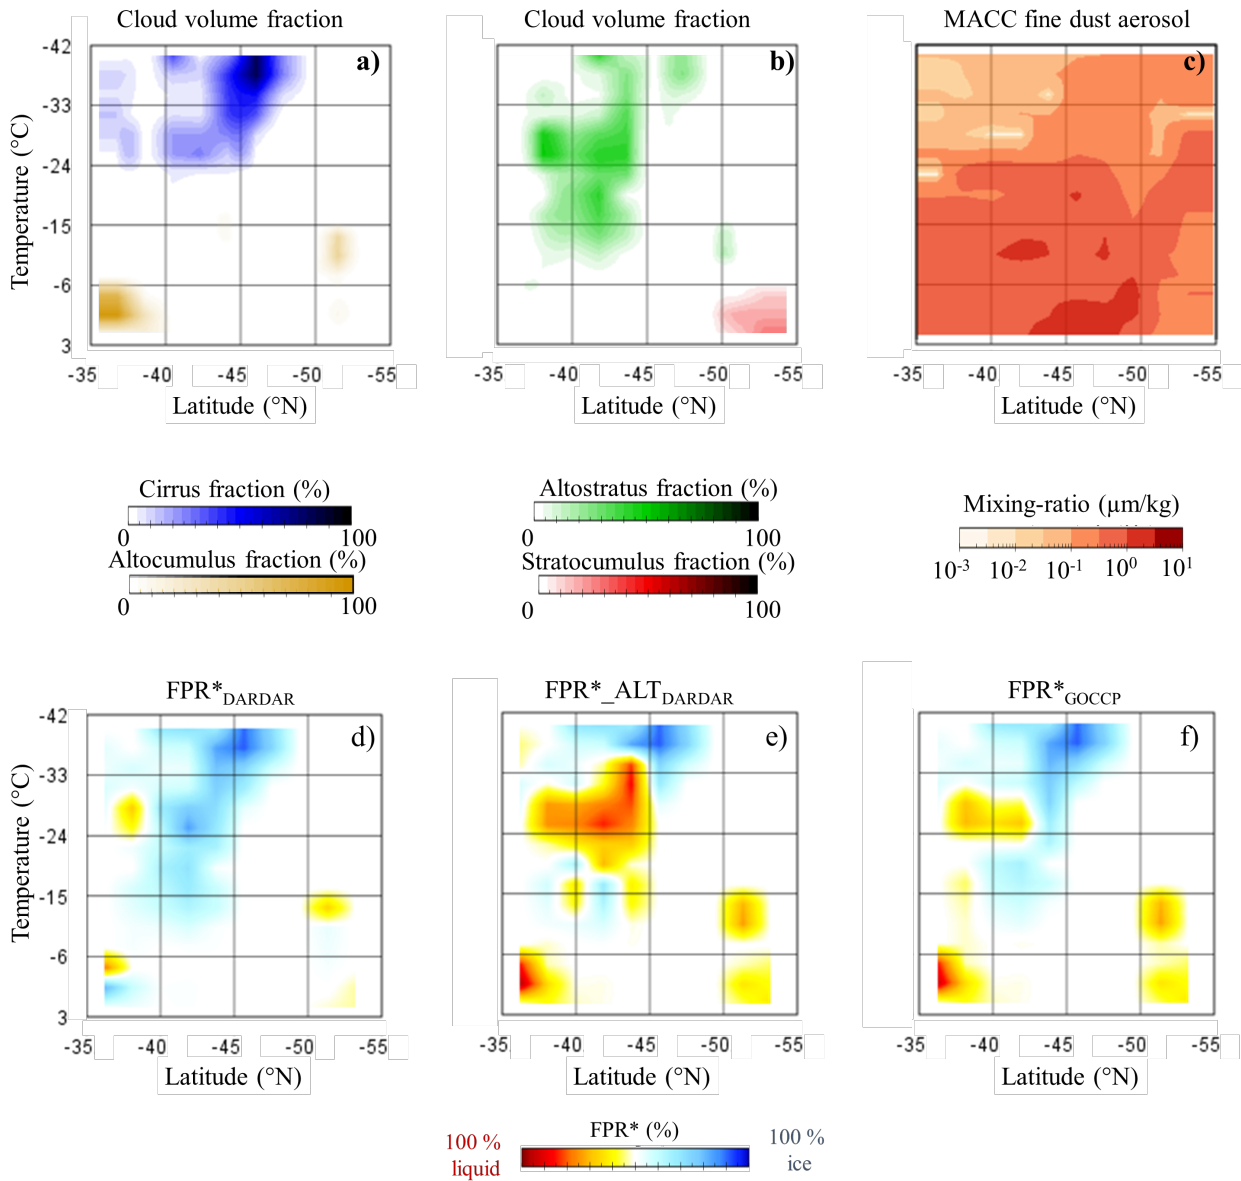 Cloud volume fraction
Cloud volume fraction
MACC fine dust aerosol
a)
b)
c)
-42
-33
-24
-15
-6
3
Temperature (°C)
-35 -40 -45 -50 -55
-35 -40 -45 -50 -55
-35 -40 -45 -50 -55
Latitude (°N)
Latitude (°N)
Latitude (°N)
Cirrus fraction (%)
0 100
Altocumulus fraction (%)
0 100
Altostratus fraction (%)
0 100
Stratocumulus fraction (%)
0 100
Mixing-ratio (µm/kg)
10-3 10-2 10-1 100 101
FPR*DARDAR
FPR*_ALTDARDAR
FPR*GOCCP
d)
e)
f)
-42
-33
-24
-15
-6
3
Temperature (°C)
-35 -40 -45 -50 -55
-35 -40 -45 -50 -55
-35 -40 -45 -50 -55
Latitude (°N)
Latitude (°N)
Latitude (°N)
FPR* (%)
100 %
liquid
100 %
ice